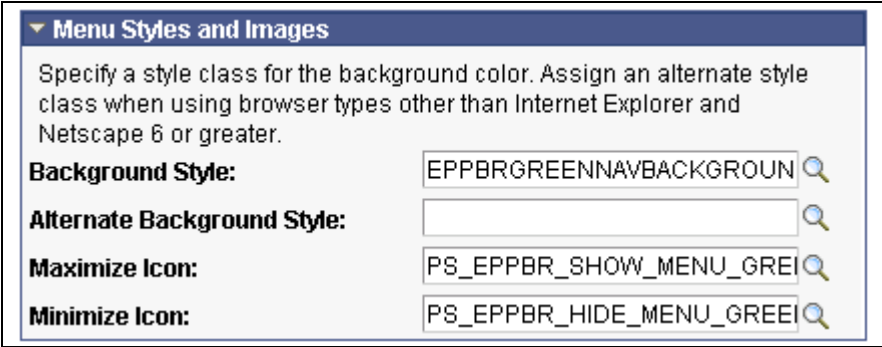 Menu Styles and Images
Specify a style class for the background color. Assign an alternate style
class when using browser types other than Internet Explorer and
Netscape 6 or greater.
Background Style: EPPBRGREENNAVBACKGROUN
Alternate Background Style:
Maximize Icon: PS_EPPBR_SHOW_MENU_GREI
Minimize Icon: PS_EPPBR_HIDE_MENU_GREEI